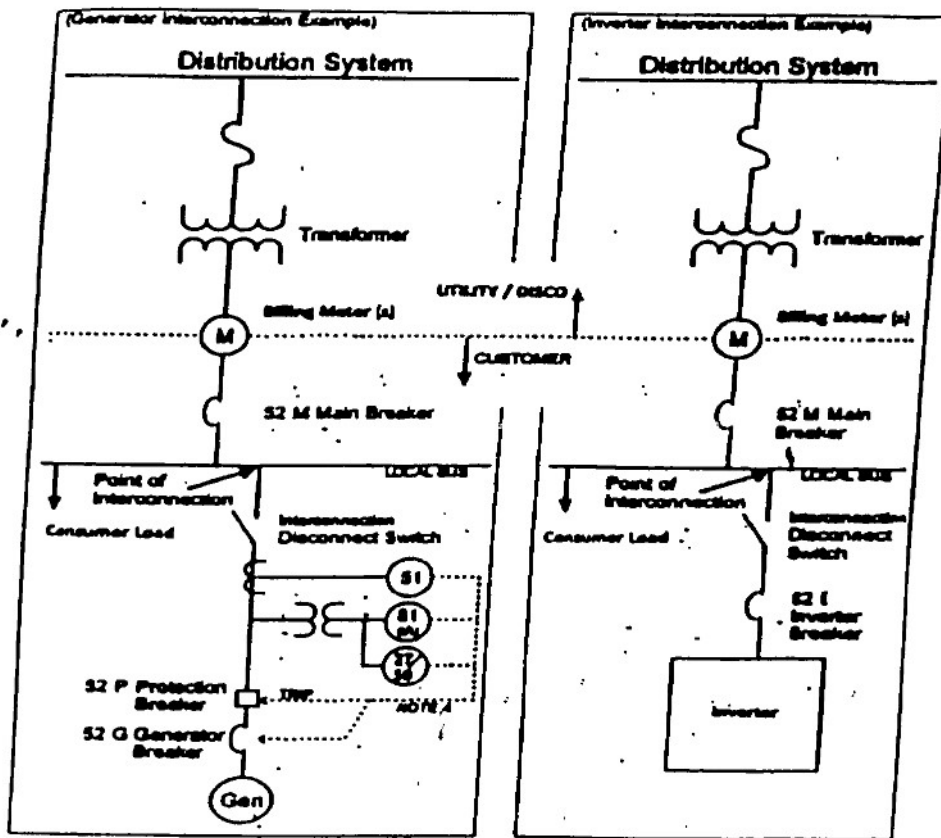 (Generator Interconnection Example)
Distribution System
Transformer
Billing Meter (s)
M
UTILITY / DISCO
CUSTOMER
52 M Main Breaker
LOCAL BUS
Point of
Interconnection
Consumer Load
Interconnection
Disconnect Switch
51
51
27
59
52 P Protection
Breaker
TRIP
NOTE A
52 G Generator
Breaker
Gen
(Inverter Interconnection Example)
Distribution System
Transformer
Billing Meter (s)
M
52 M Main
Breaker
LOCAL BUS
Point of
Interconnection
Consumer Load
Interconnection
Disconnect
Switch
52 I
Inverter
Breaker
Inverter